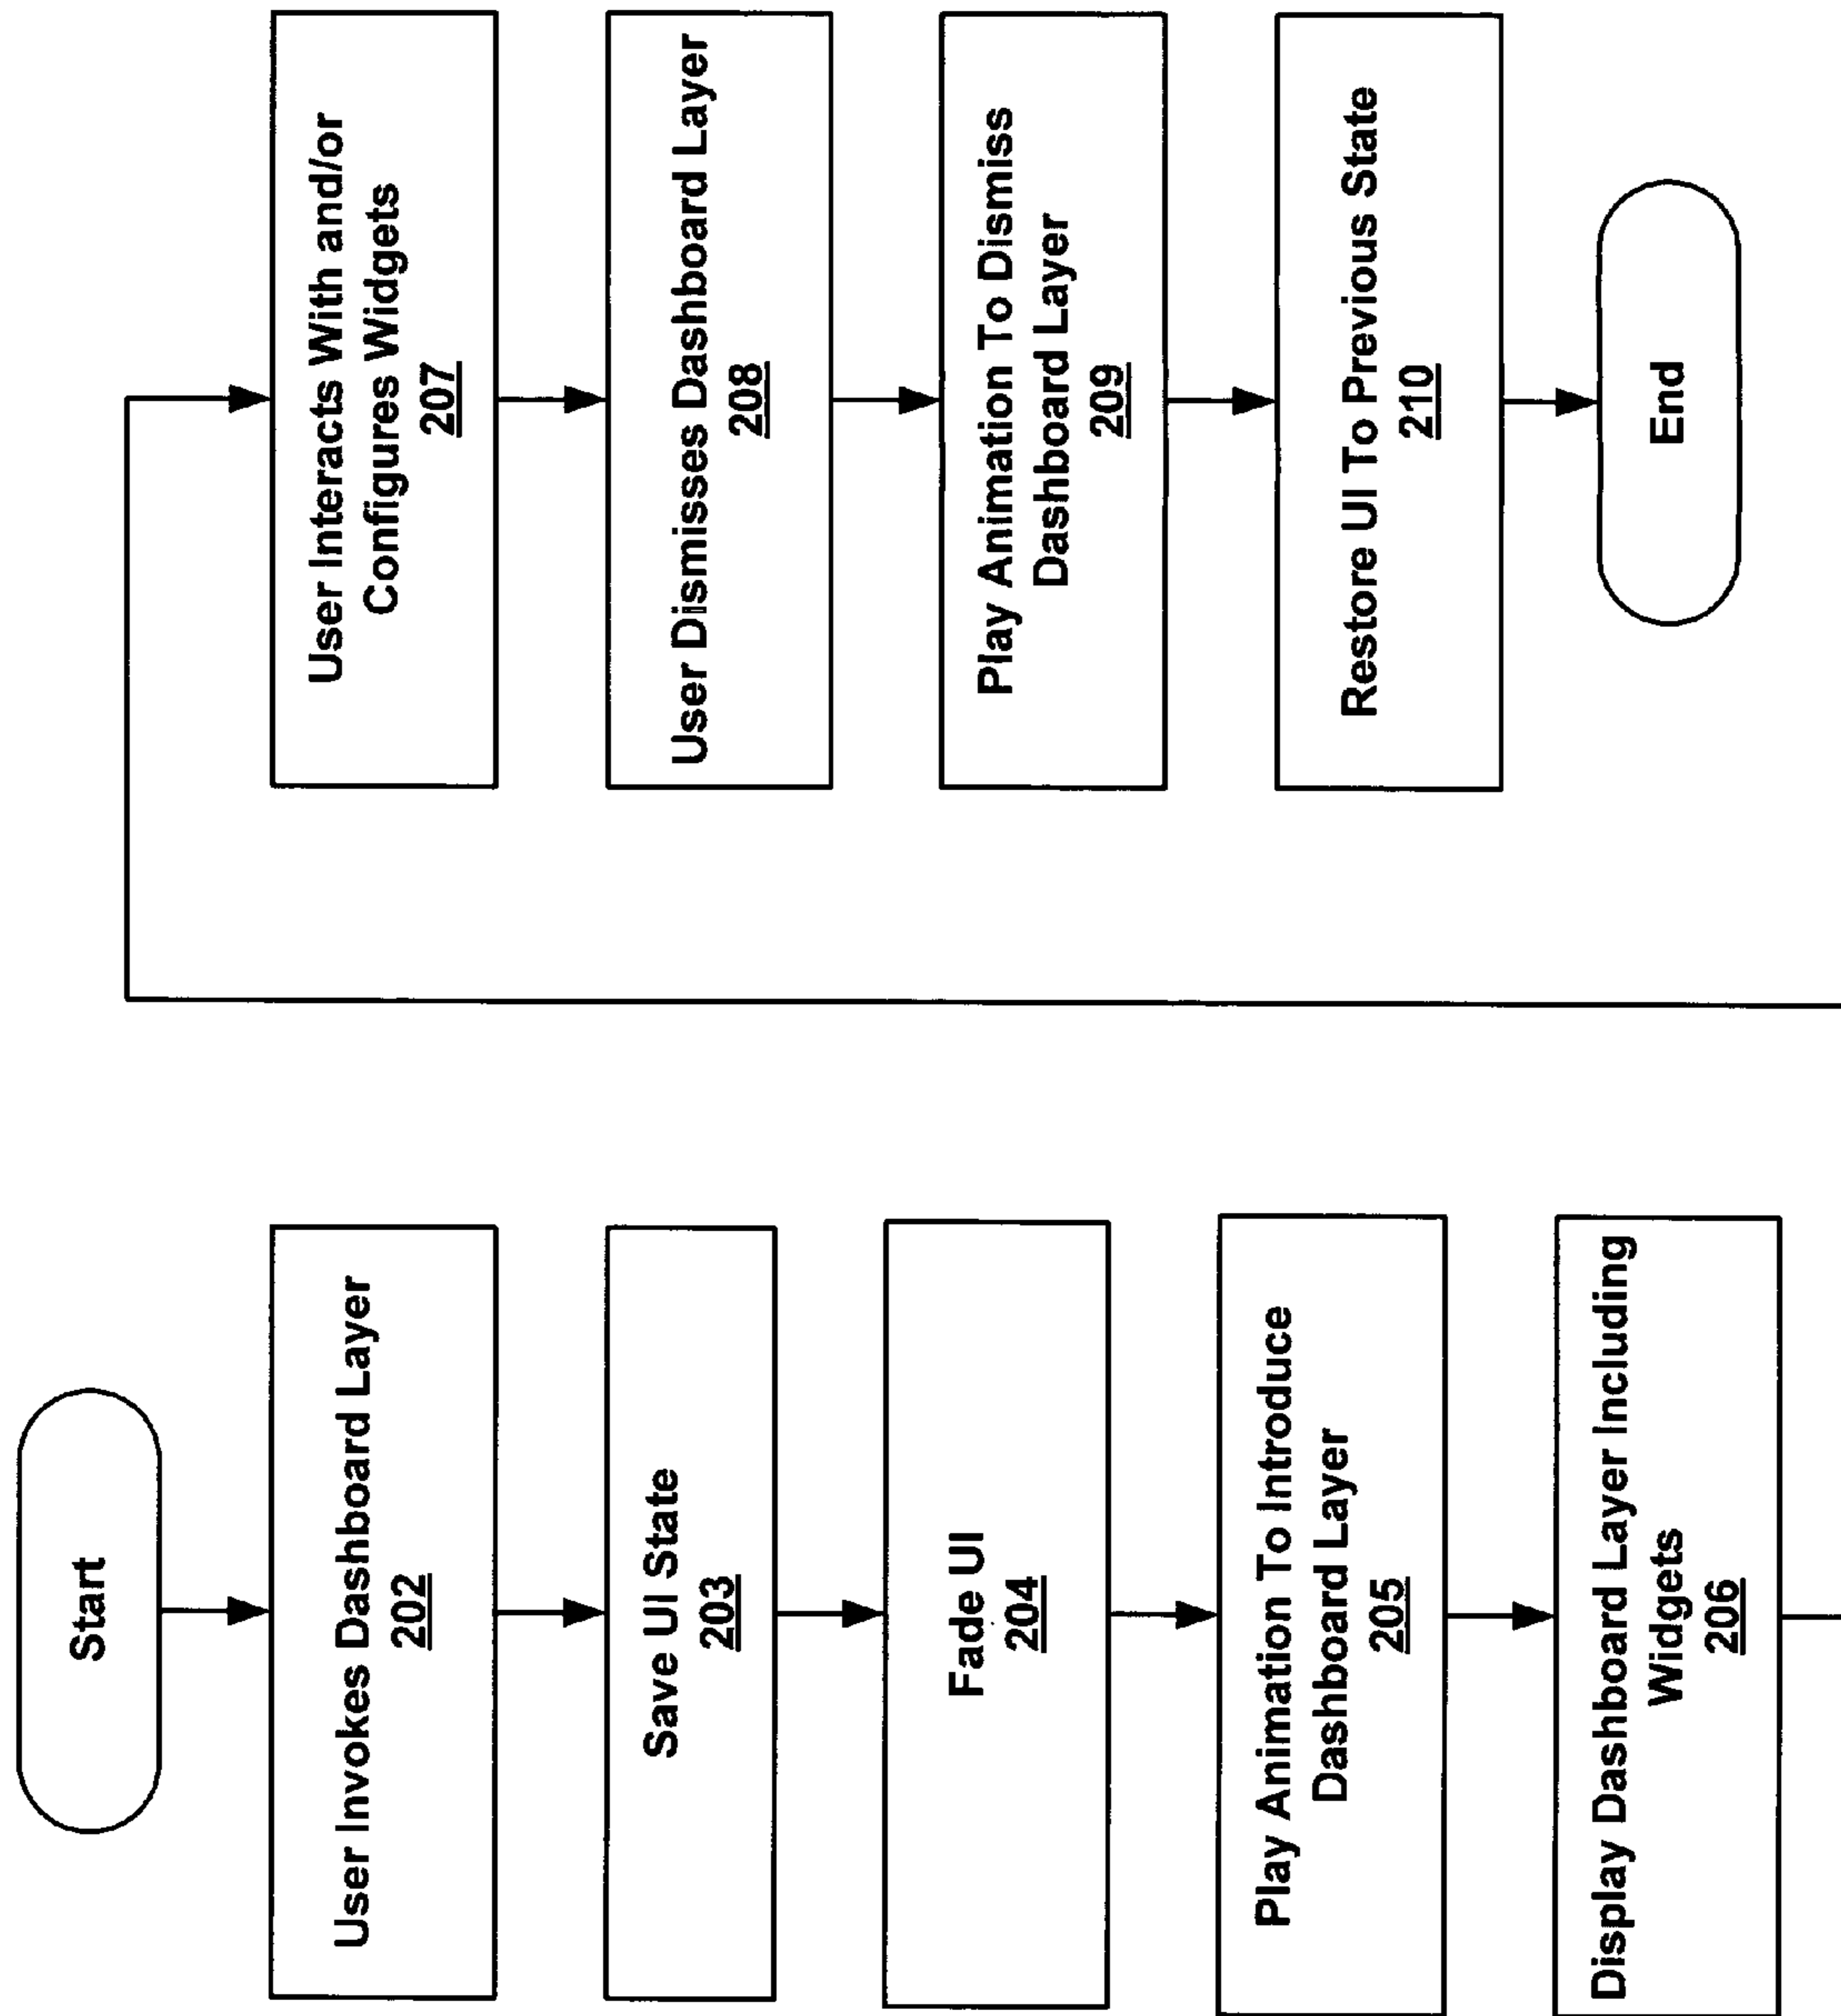 Start
User Invokes Dashboard Layer
202
Save UI State
203
Fade UI
204
Play Animation To Introduce
Dashboard Layer
205
Display Dashboard Layer Including
Widgets
206
User Interacts With and/or
Configures Widgets
207
User Dismisses Dashboard Layer
208
Play Animation To Dismiss
Dashboard Layer
209
Restore UI To Previous State
210
End